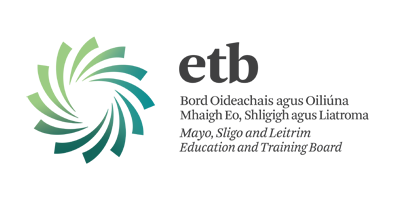 etb
Bord Oideachais agus Oiliúna
Mhaigh Eo, Shligigh agus Liatroma
Mayo, Sligo and Leitrim
Education and Training Board